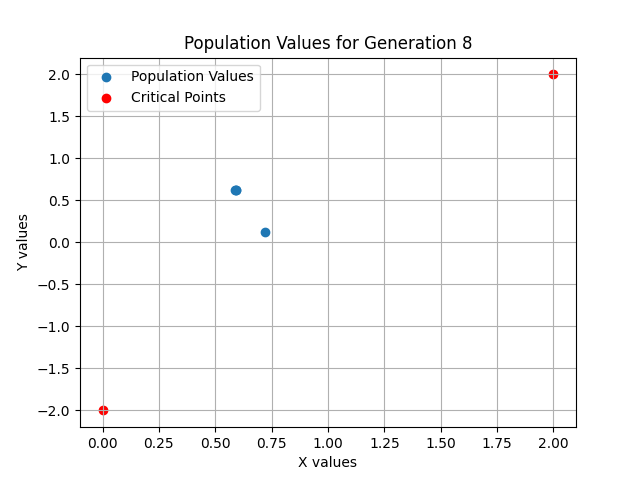 Population Values for Generation 8
Population Values
Critical Points
2.0
1.5
1.0
0.5
0.0
−0.5
−1.0
−1.5
−2.0
Y values
0.00 0.25 0.50 0.75 1.00 1.25 1.50 1.75 2.00
X values